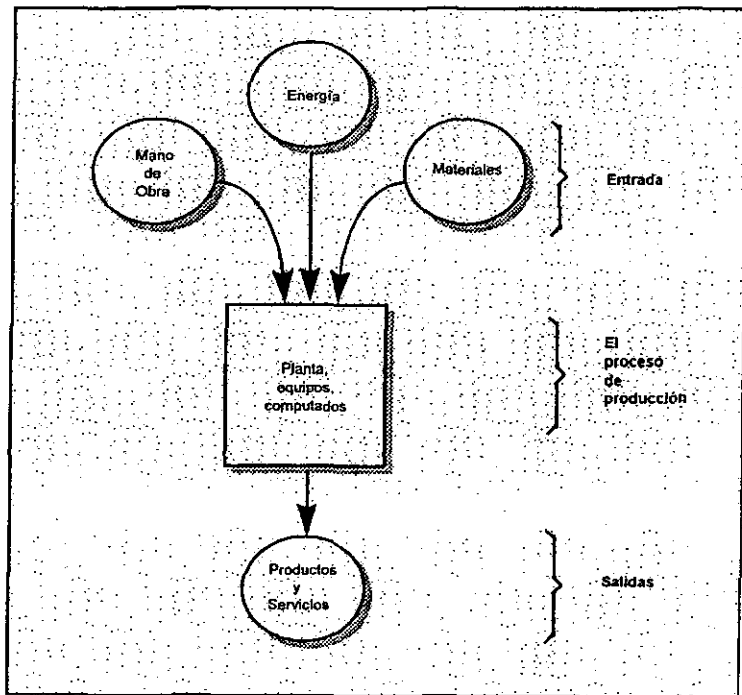 Energía
Mano
de
Obra
Materiales
Entrada
Planta,
equipos,
computados
El
proceso
de
producción
Productos
y
Servicios
Salidas